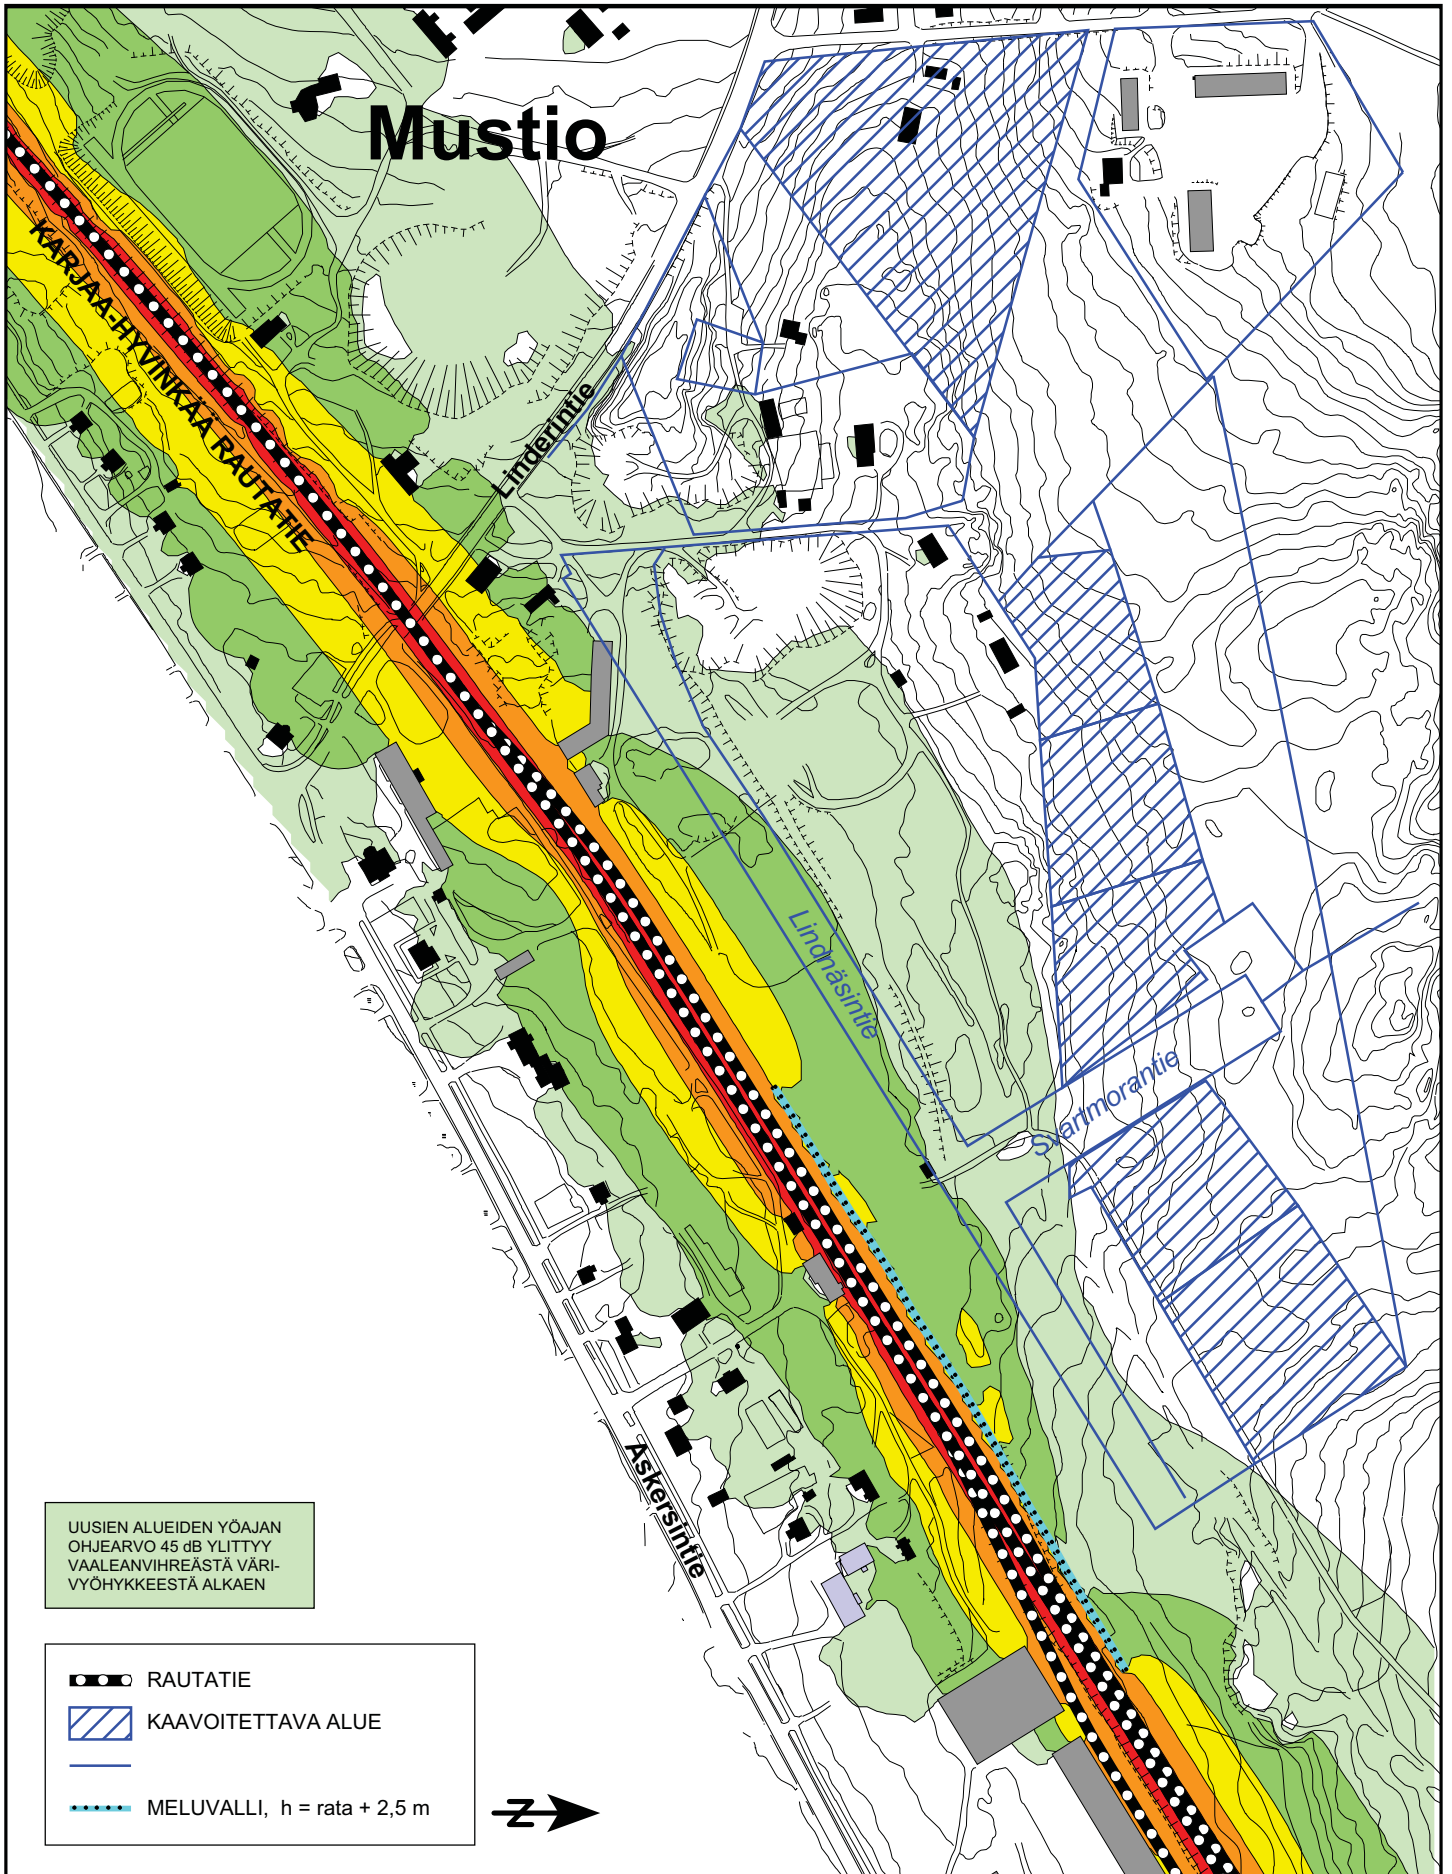 Mustio
KARJAA-HYVINKÄÄ RAUTATIE
Linderintie
Lindnäsintie
Svartmorantie
Askersintie
UUSIEN ALUEIDEN YÖAJAN
OHJEARVO 45 dB YLITTYY
VAALEANVIHREÄSTÄ VÄRI-
VYÖHYKKEESTÄ ALKAEN
RAUTATIE
KAAVOITETTAVA ALUE
MELUVALLI, h = rata + 2,5 m
N